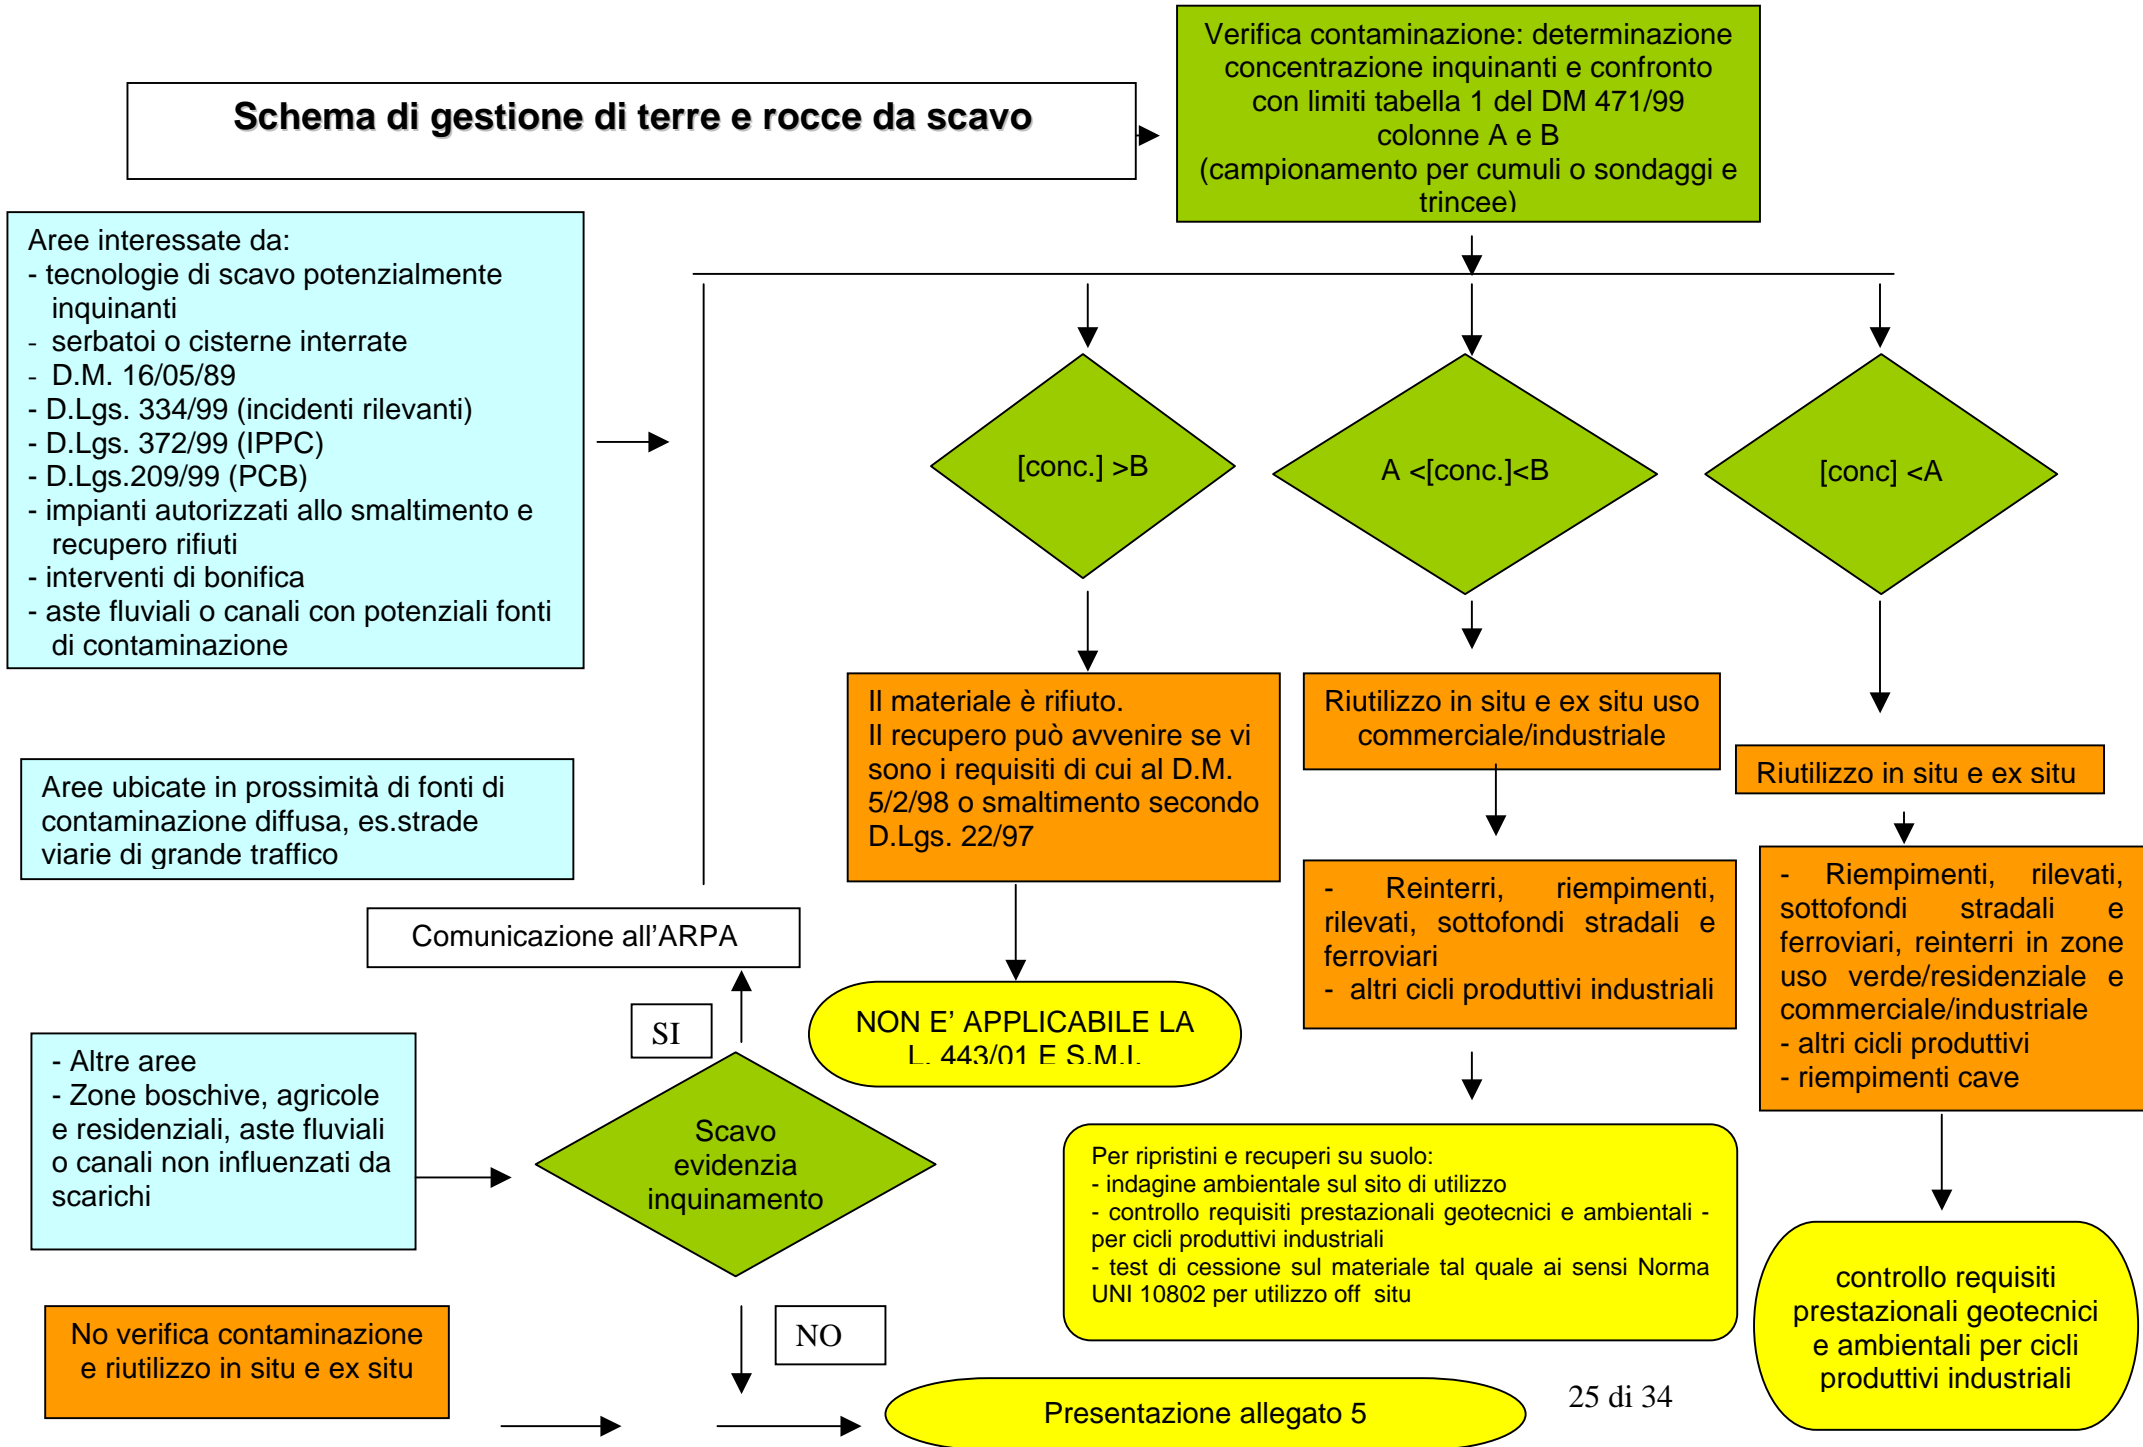 Schema di gestione di terre e rocce da scavo
Verifica contaminazione: determinazione
concentrazione inquinanti e confronto
con limiti tabella 1 del DM 471/99
colonne A e B
(campionamento per cumuli o sondaggi e
trincee)
Aree interessate da:
- tecnologie di scavo potenzialmente
inquinanti
- serbatoi o cisterne interrate
- D.M. 16/05/89
- D.Lgs. 334/99 (incidenti rilevanti)
- D.Lgs. 372/99 (IPPC)
- D.Lgs.209/99 (PCB)
- impianti autorizzati allo smaltimento e
recupero rifiuti
- interventi di bonifica
- aste fluviali o canali con potenziali fonti
di contaminazione
[conc.] >B
A <[conc.]<B
[conc] <A
Il materiale è rifiuto.
Il recupero può avvenire se vi
sono i requisiti di cui al D.M.
5/2/98 o smaltimento secondo
D.Lgs. 22/97
Riutilizzo in situ e ex situ uso
commerciale/industriale
Riutilizzo in situ e ex situ
Aree ubicate in prossimità di fonti di
contaminazione diffusa, es.strade
viarie di grande traffico
- Reinterri, riempimenti,
rilevati, sottofondi stradali e
ferroviari
- altri cicli produttivi industriali
- Riempimenti, rilevati,
sottofondi stradali e
ferroviari, reinterri in zone
uso verde/residenziale e
commerciale/industriale
- altri cicli produttivi
- riempimenti cave
Comunicazione all'ARPA
SI
NON E' APPLICABILE LA
L. 443/01 E S.M.I.
- Altre aree
- Zone boschive, agricole
e residenziali, aste fluviali
o canali non influenzati da
scarichi
Scavo
evidenzia
inquinamento
Per ripristini e recuperi su suolo:
- indagine ambientale sul sito di utilizzo
- controllo requisiti prestazionali geotecnici e ambientali -
per cicli produttivi industriali
- test di cessione sul materiale tal quale ai sensi Norma
UNI 10802 per utilizzo off situ
controllo requisiti
prestazionali geotecnici
e ambientali per cicli
produttivi industriali
No verifica contaminazione
e riutilizzo in situ e ex situ
NO
Presentazione allegato 5
25 di 34